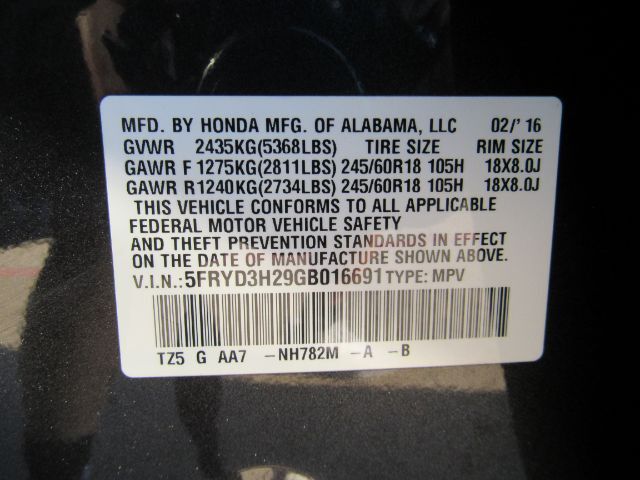 MFD. BY HONDA MFG. OF ALABAMA, LLC 02/'16
GVWR 2435KG(5368LBS) TIRE SIZE RIM SIZE
GAWR F 1275KG(2811LBS) 245/60R18 105H 18X8.0J
GAWR R1240KG(2734LBS) 245/60R18 105H 18X8.0J
THIS VEHICLE CONFORMS TO ALL APPLICABLE
FEDERAL MOTOR VEHICLE SAFETY
AND THEFT PREVENTION STANDARDS IN EFFECT
ON THE DATE OF MANUFACTURE SHOWN ABOVE.
V.I.N.:5FRYD3H29GB016691 TYPE: MPV
TZ5 G AA7 -NH782M -A -B